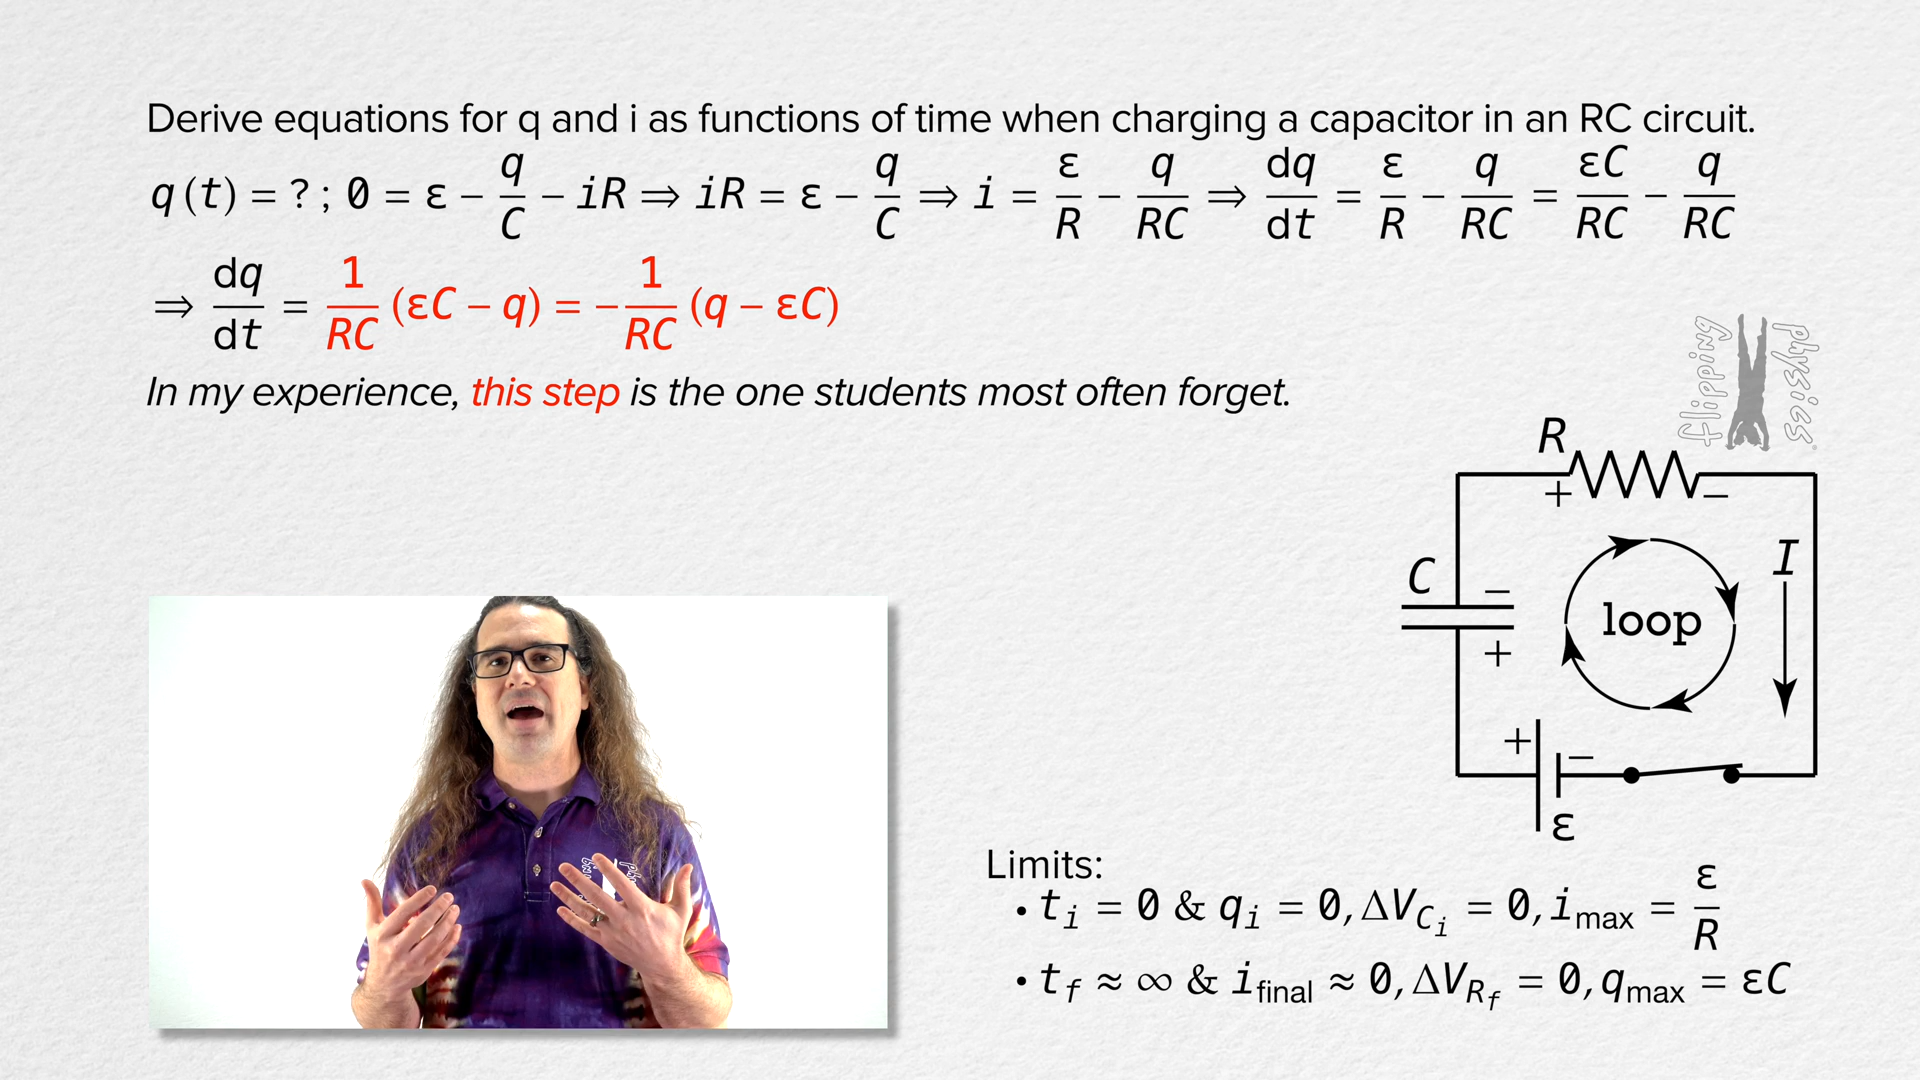 Derive equations for q and i as functions of time when charging a capacitor in an RC circuit.
q(t) = ? ; 0 = ε − q/C − iR ⇒ iR = ε − q/C ⇒ i = ε/R − q/RC ⇒ dq/dt = ε/R − q/RC = εC/RC − q/RC
⇒ dq/dt = 1/RC (εC − q) = − 1/RC (q − εC)
In my experience, this step is the one students most often forget.
flipping physics
R
+ −
C
−
+
loop
I
+ −
ε
Limits:
• t_i = 0 & q_i = 0, ΔV_C_i = 0, i_max = ε/R
• t_f ≈ ∞ & i_final ≈ 0, ΔV_R_f = 0, q_max = εC